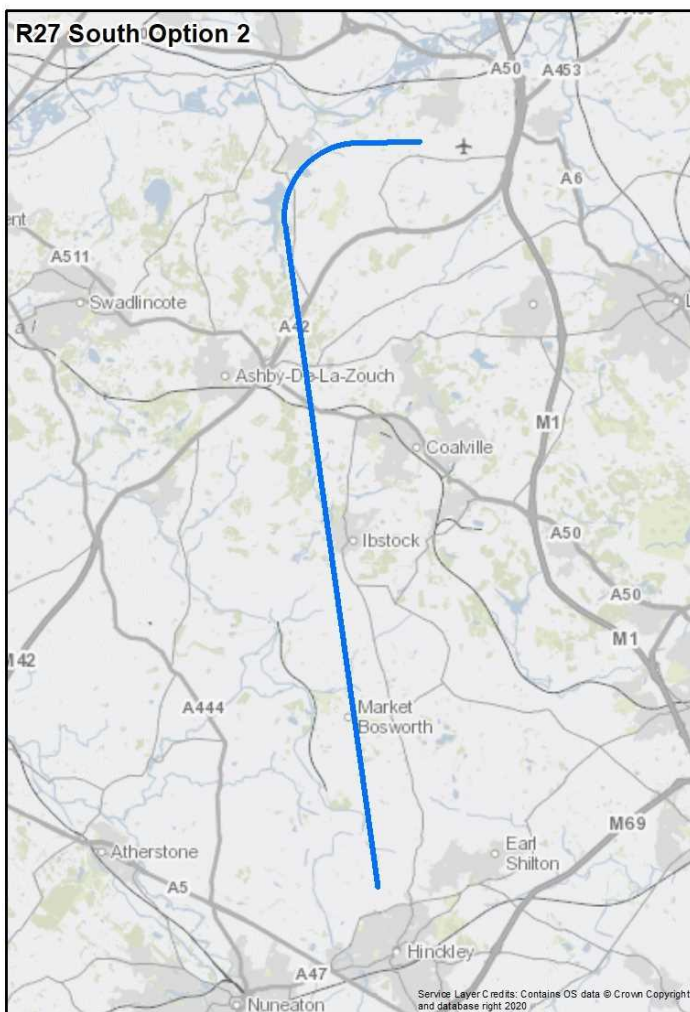 R27 South Option 2
A50
A453
A6
ent
A511
Swadlincote
al
L
A42
Ashby-De-La-Zouch
M1
Coalville
A50
Ibstock
A50
M1
M42
A444
Market
Bosworth
M69
Earl
Shilton
Atherstone
A5
Hinckley
A47
Nuneaton
Service Layer Credits: Contains OS data © Crown Copyright
and database right 2020